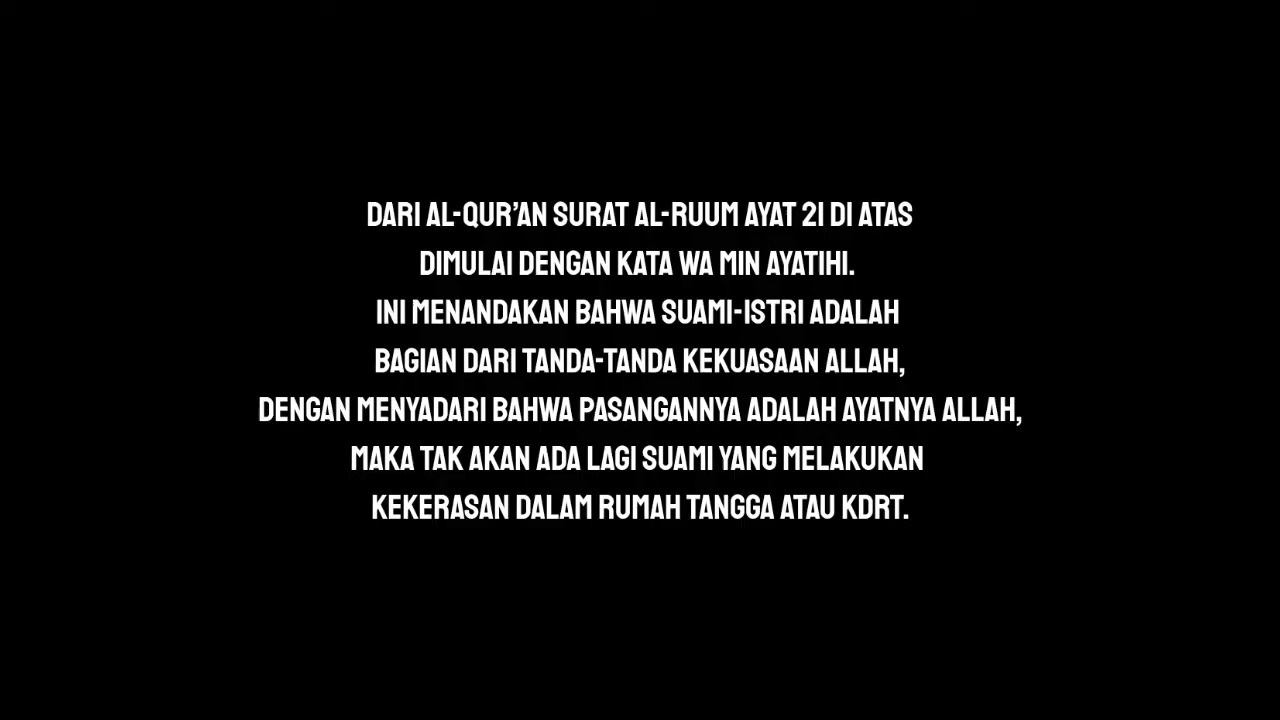 DARI AL-QUR’AN SURAT AL-RUUM AYAT 21 DI ATAS
DIMULAI DENGAN KATA WA MIN AYATIHI.
INI MENANDAKAN BAHWA SUAMI-ISTRI ADALAH
BAGIAN DARI TANDA-TANDA KEKUASAAN ALLAH,
DENGAN MENYADARI BAHWA PASANGANNYA ADALAH AYATNYA ALLAH,
MAKA TAK AKAN ADA LAGI SUAMI YANG MELAKUKAN
KEKERASAN DALAM RUMAH TANGGA ATAU KDRT.